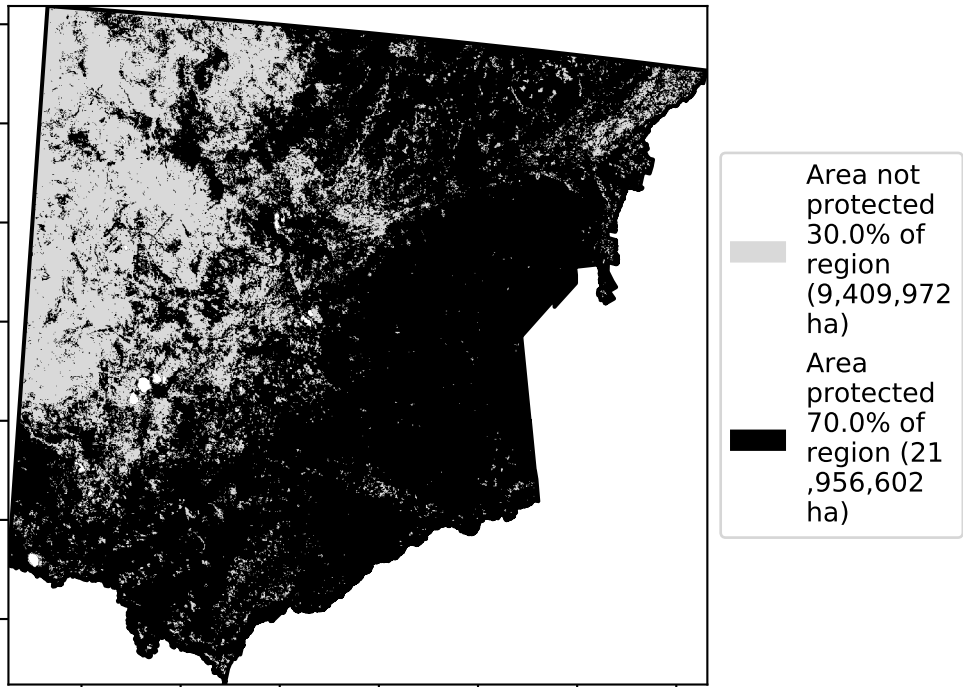 Area not
protected
30.0% of
region
(9,409,972
ha)
Area
protected
70.0% of
region (21
,956,602
ha)